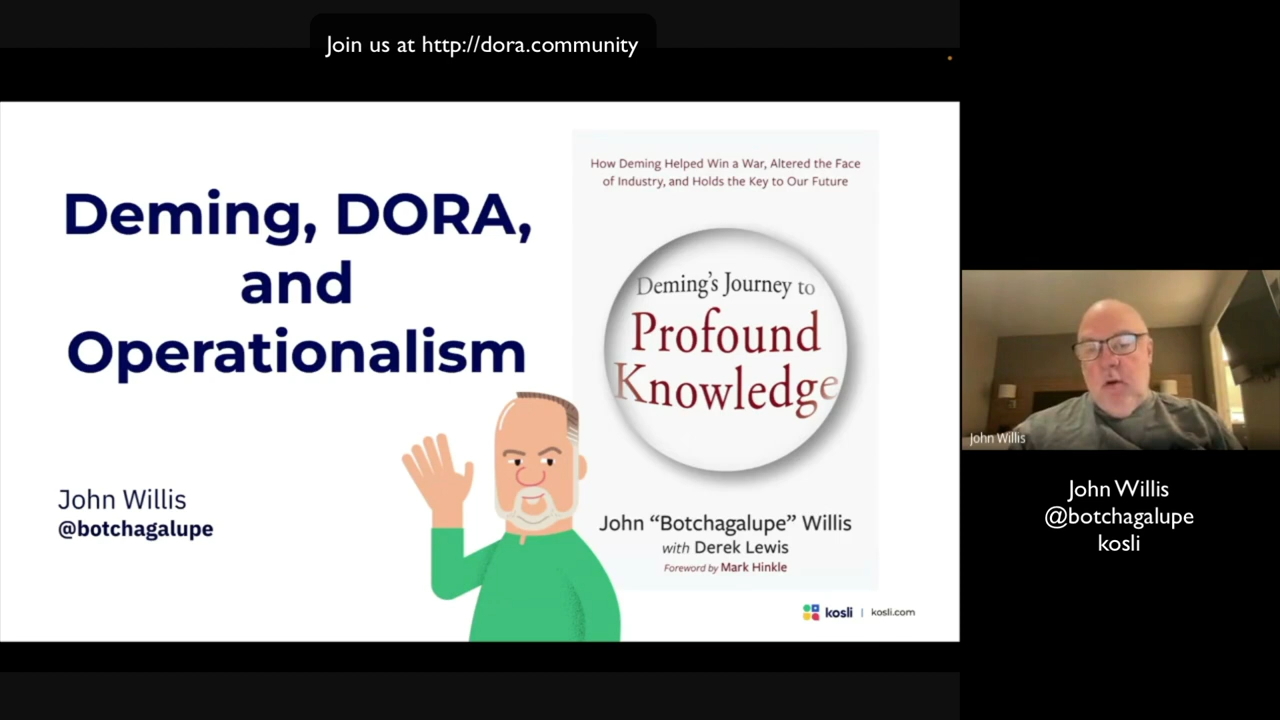 Join us at http://dora.community
Deming, DORA,
and
Operationalism
John Willis
@botchagalupe
How Deming Helped Win a War, Altered the Face
of Industry, and Holds the Key to Our Future
Deming's Journey to
Profound
Knowledge
John “Botchagalupe” Willis
with Derek Lewis
Foreword by Mark Hinkle
kosli | kosli.com
John Willis
John Willis
@botchagalupe
kosli